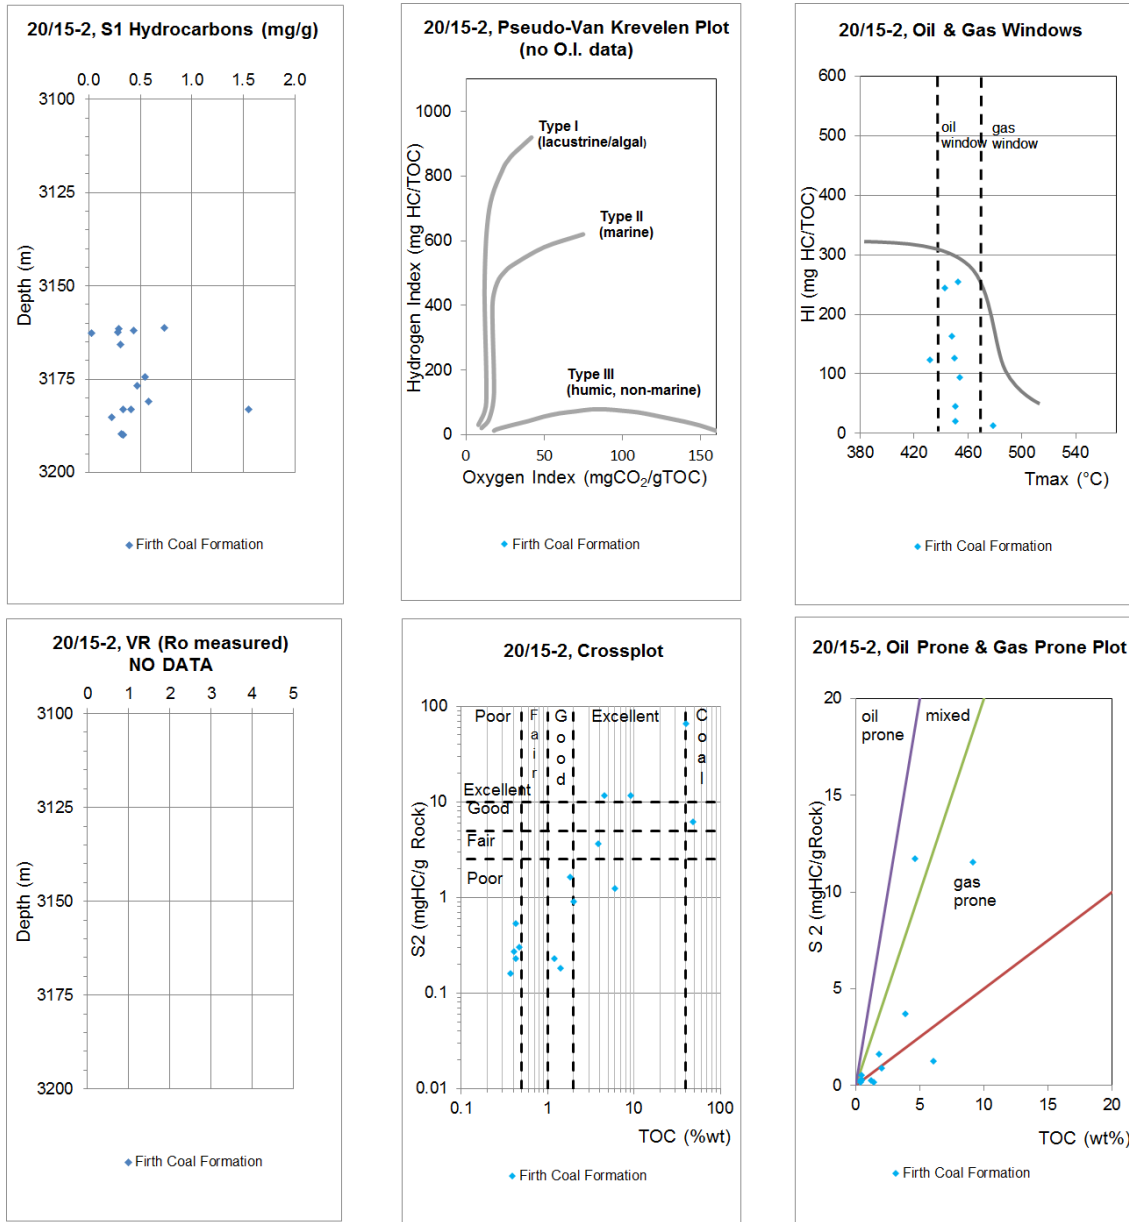 20/15-2, S1 Hydrocarbons (mg/g)
0.0 0.5 1.0 1.5 2.0
3100
3125
3150
3175
3200
Depth (m)
Firth Coal Formation
20/15-2, Pseudo-Van Krevelen Plot
(no O.I. data)
1000
800
600
400
200
0
Hydrogen Index (mg HC/TOC)
Type I
(lacustrine/algal)
Type II
(marine)
Type III
(humic, non-marine)
0 50 100 150
Oxygen Index (mgCO2/gTOC)
Firth Coal Formation
20/15-2, Oil & Gas Windows
600
500
400
300
200
100
0
HI (mg HC/TOC)
oil
window
gas
window
380 420 460 500 540
Tmax (°C)
Firth Coal Formation
20/15-2, VR (Ro measured)
NO DATA
0 1 2 3 4 5
3100
3125
3150
3175
3200
Depth (m)
Firth Coal Formation
20/15-2, Crossplot
100
10
1
0.1
0.01
S2 (mgHC/g Rock)
Poor
Fair
Good
Excellent
Coal
Excellent
Good
Fair
Poor
0.1 1 10 100
TOC (%wt)
Firth Coal Formation
20/15-2, Oil Prone & Gas Prone Plot
20
15
10
5
0
S 2 (mgHC/gRock)
oil
prone
mixed
gas
prone
0 5 10 15 20
TOC (wt%)
Firth Coal Formation